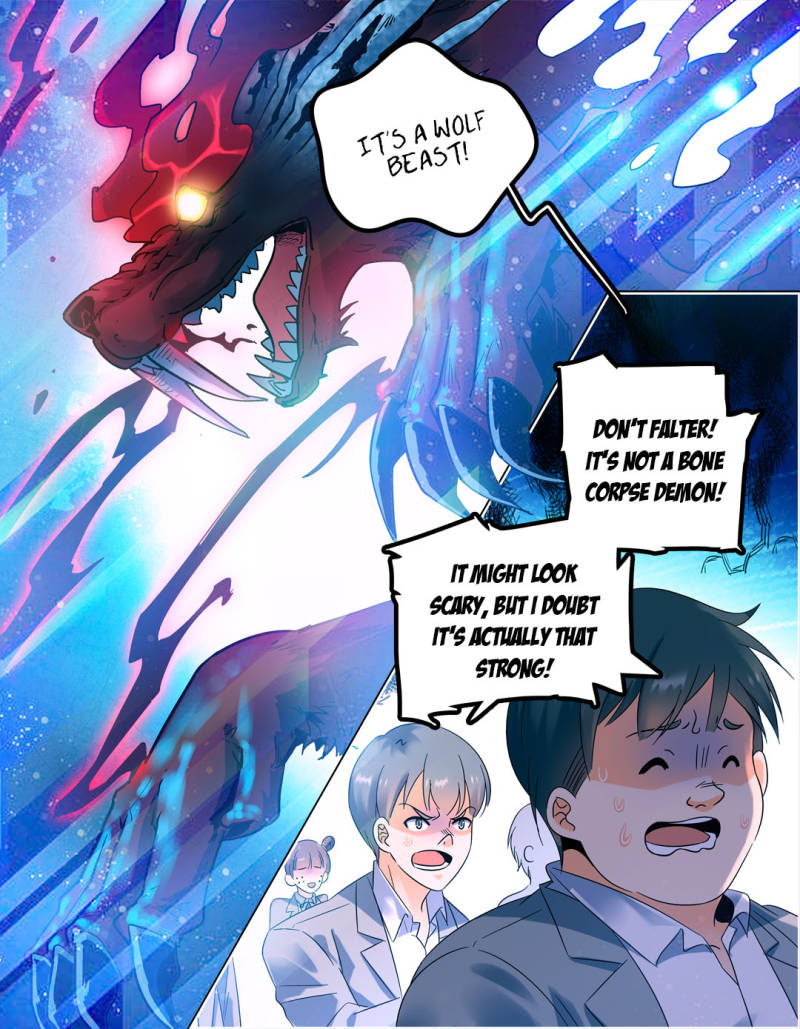 IT'S A WOLF
BEAST!
DON'T FALTER!
IT'S NOT A BONE
CORPSE DEMON!
IT MIGHT LOOK
SCARY, BUT I DOUBT
IT'S ACTUALLY THAT
STRONG!